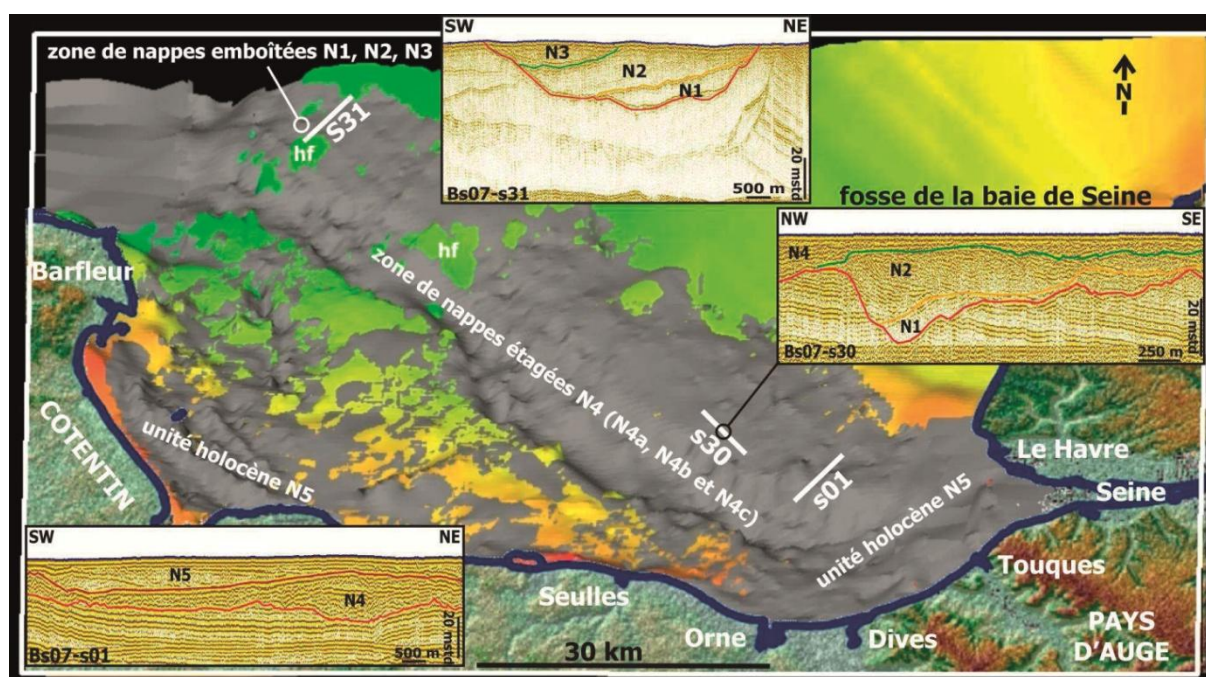 zone de nappes emboîtées N1, N2, N3
SW
NE
N3
N2
N1
20 mstd
500 m
Bs07-s31
N
S31
hf
fosse de la baie de Seine
NW
SE
N4
N2
N1
20 mstd
250 m
Bs07-s30
Barfleur
hf
zone de nappes étagées N4 (N4a, N4b et N4c)
COTENTIN
unité holocène N5
s30
s01
unité holocène N5
Le Havre
Seine
SW
NE
N5
N4
20 mstd
500 m
Bs07-s01
Seulles
Orne
Dives
Touques
PAYS
D'AUGE
30 km